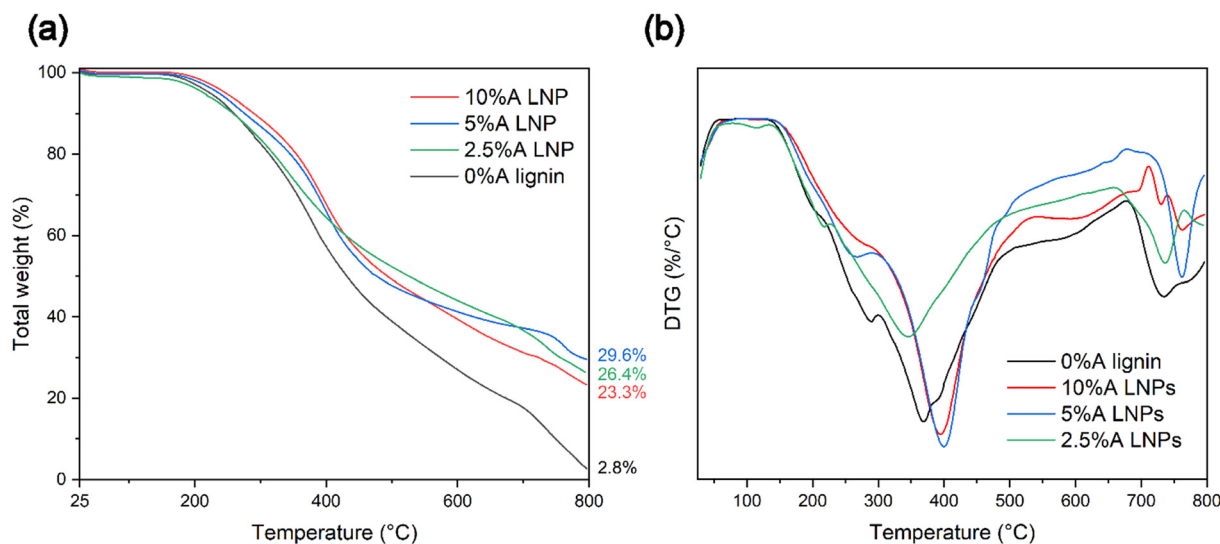 (a)
Total weight (%)
100
80
60
40
20
0
10%A LNP
5%A LNP
2.5%A LNP
0%A lignin
29.6%
26.4%
23.3%
2.8%
25
200
400
600
800
Temperature (°C)
(b)
DTG (%/°C)
0%A lignin
10%A LNPs
5%A LNPs
2.5%A LNPs
100
200
300
400
500
600
700
800
Temperature (°C)